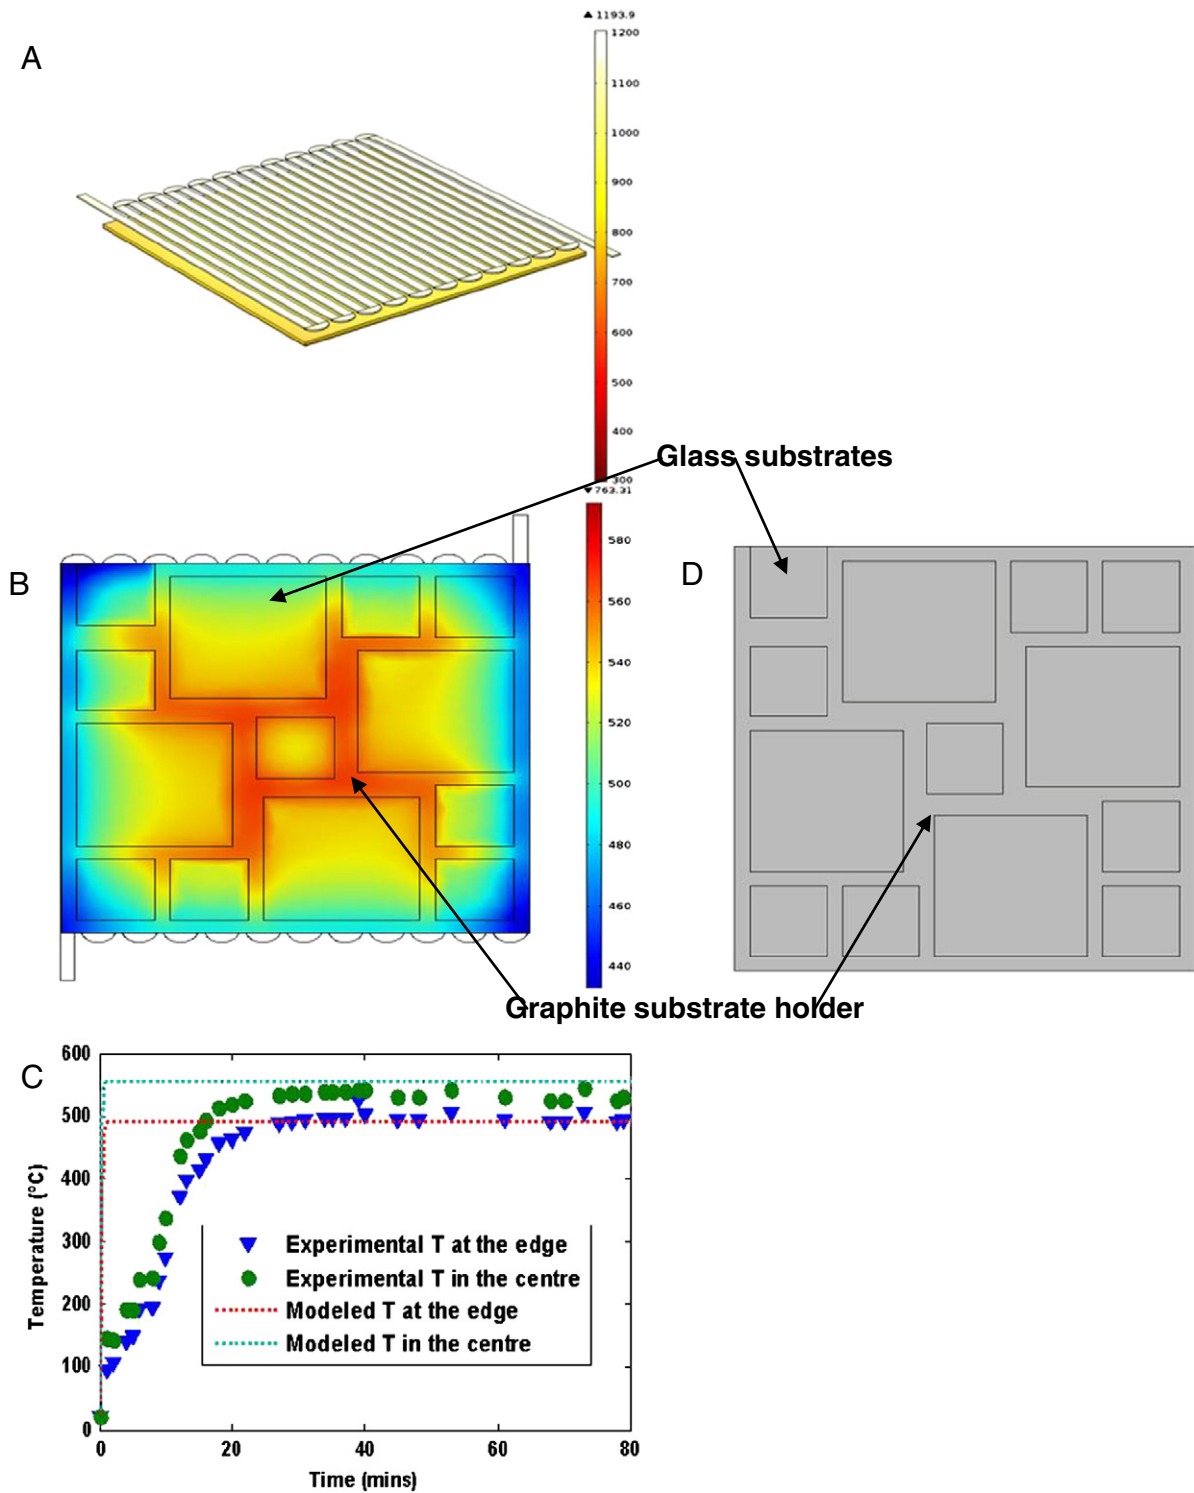 ▲ 1193.9
A
1200
1100
1000
900
800
700
600
500
400
300
Glass substrates
▼ 763.31
B
D
580
560
540
520
500
480
460
440
Graphite substrate holder
C
600
500
400
300
200
100
0
Temperature (°C)
Experimental T at the edge
Experimental T in the centre
Modeled T at the edge
Modeled T in the centre
0 20 40 60 80
Time (mins)